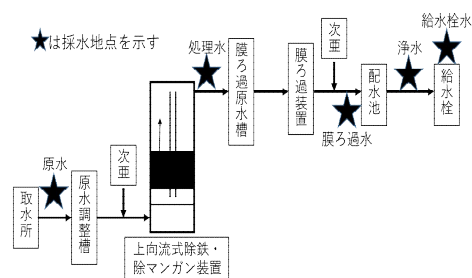 ★は採水地点を示す
給水栓水
処理水
次亜
浄水
膜ろ過原水槽
膜ろ過装置
配水池
給水栓
膜ろ過水
原水
次亜
取水所
原水調整槽
上向流式除鉄・
除マンガン装置